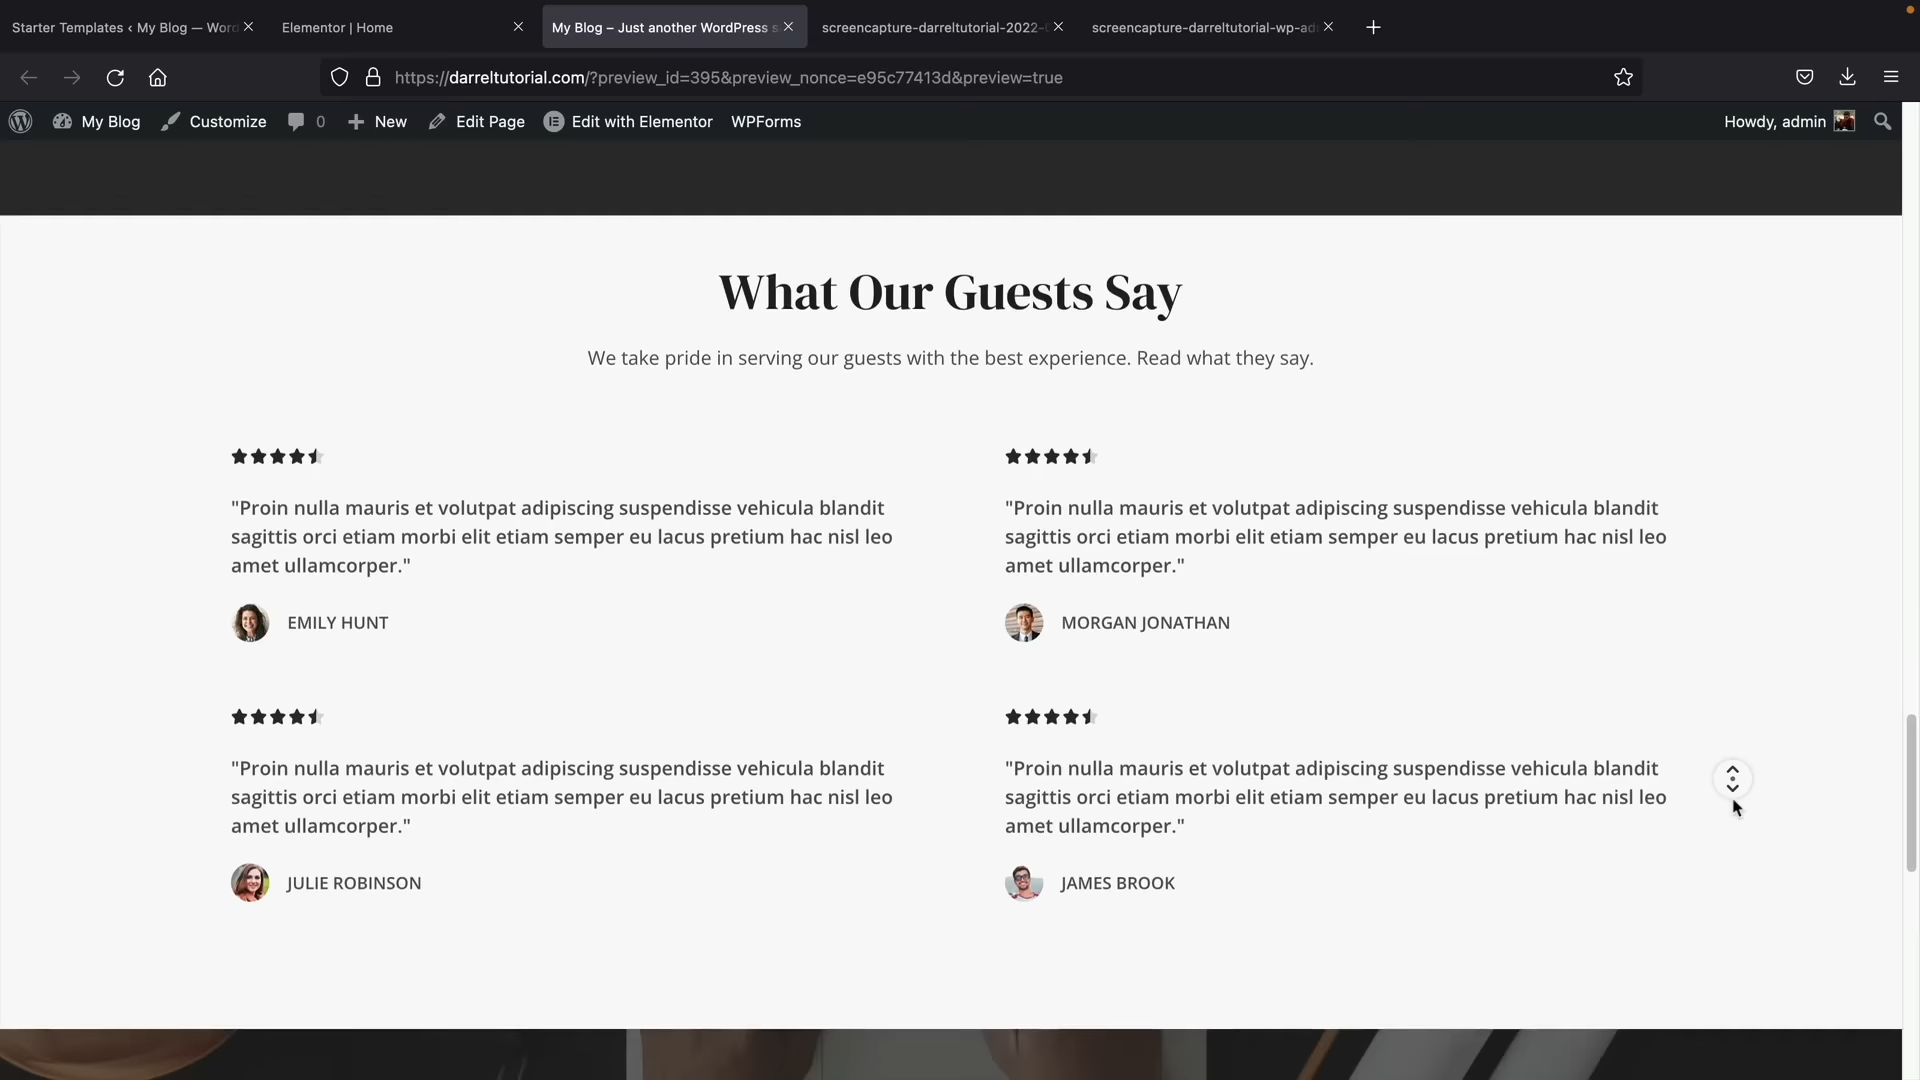 Starter Templates ‹ My Blog — Word
Elementor | Home
My Blog – Just another WordPress s
screencapture-darreltutorial-2022-0
screencapture-darreltutorial-wp-adm
https://darreltutorial.com/?preview_id=395&preview_nonce=e95c77413d&preview=true
My Blog
Customize
0
New
Edit Page
Edit with Elementor
WPForms
Howdy, admin
What Our Guests Say
We take pride in serving our guests with the best experience. Read what they say.
"Proin nulla mauris et volutpat adipiscing suspendisse vehicula blandit
sagittis orci etiam morbi elit etiam semper eu lacus pretium hac nisl leo
amet ullamcorper."
EMILY HUNT
"Proin nulla mauris et volutpat adipiscing suspendisse vehicula blandit
sagittis orci etiam morbi elit etiam semper eu lacus pretium hac nisl leo
amet ullamcorper."
MORGAN JONATHAN
"Proin nulla mauris et volutpat adipiscing suspendisse vehicula blandit
sagittis orci etiam morbi elit etiam semper eu lacus pretium hac nisl leo
amet ullamcorper."
JULIE ROBINSON
"Proin nulla mauris et volutpat adipiscing suspendisse vehicula blandit
sagittis orci etiam morbi elit etiam semper eu lacus pretium hac nisl leo
amet ullamcorper."
JAMES BROOK